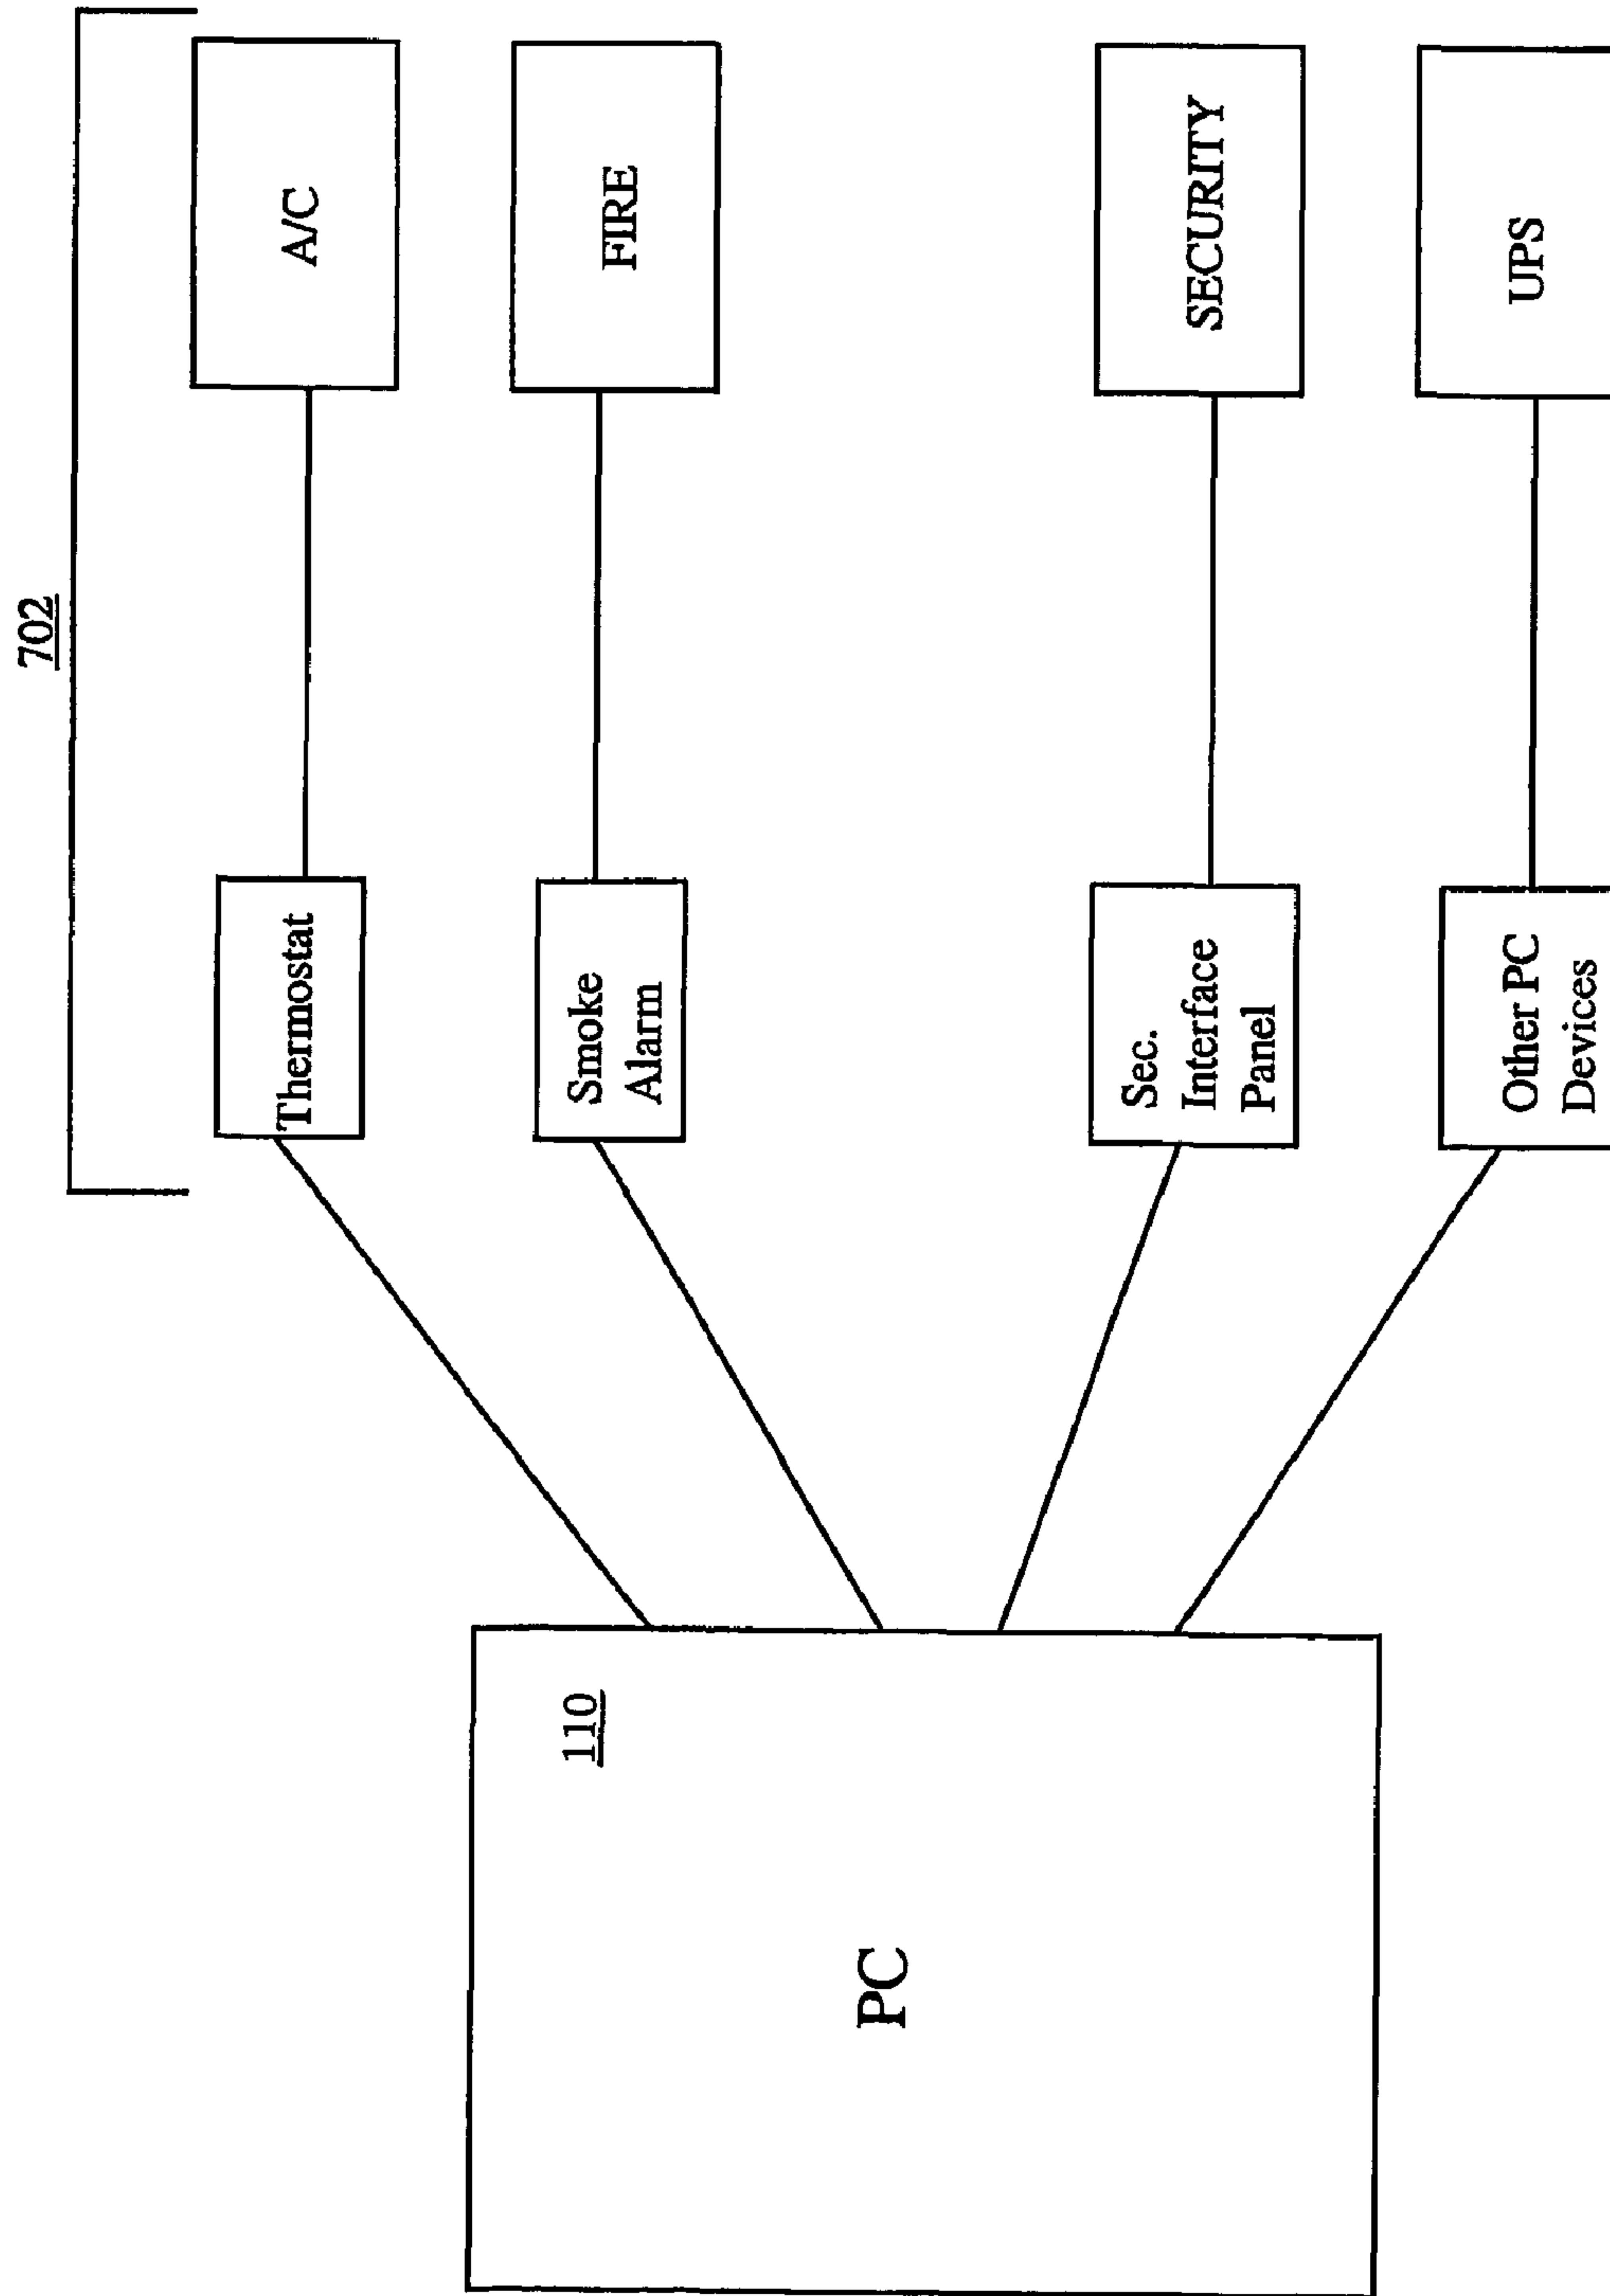 702
Thermostat
A/C
Smoke
Alarm
FIRE
110
PC
Sec.
Interface
Panel
SECURITY
Other PC
Devices
UPS